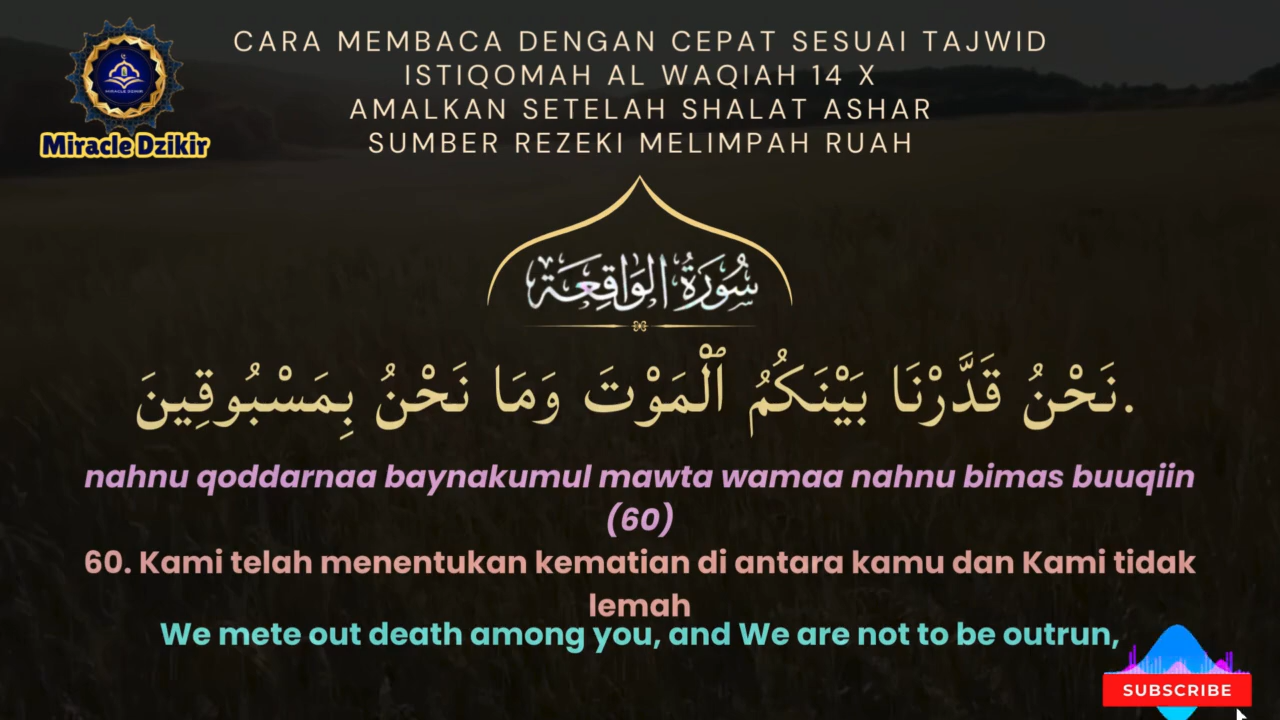 CARA MEMBACA DENGAN CEPAT SESUAI TAJWID
ISTIQOMAH AL WAQIAH 14 X
AMALKAN SETELAH SHALAT ASHAR
SUMBER REZEKI MELIMPAH RUAH
MIRACLE DZIKIR
Miracle Dzikir
سُورَةُ الوَاقِعَة
نَحْنُ قَدَّرْنَا بَيْنَكُمُ ٱلْمَوْتَ وَمَا نَحْنُ بِمَسْبُوقِينَ.
nahnu qoddarnaa baynakumul mawta wamaa nahnu bimas buuqiin
(60)
60. Kami telah menentukan kematian di antara kamu dan Kami tidak
lemah
We mete out death among you, and We are not to be outrun,
SUBSCRIBE